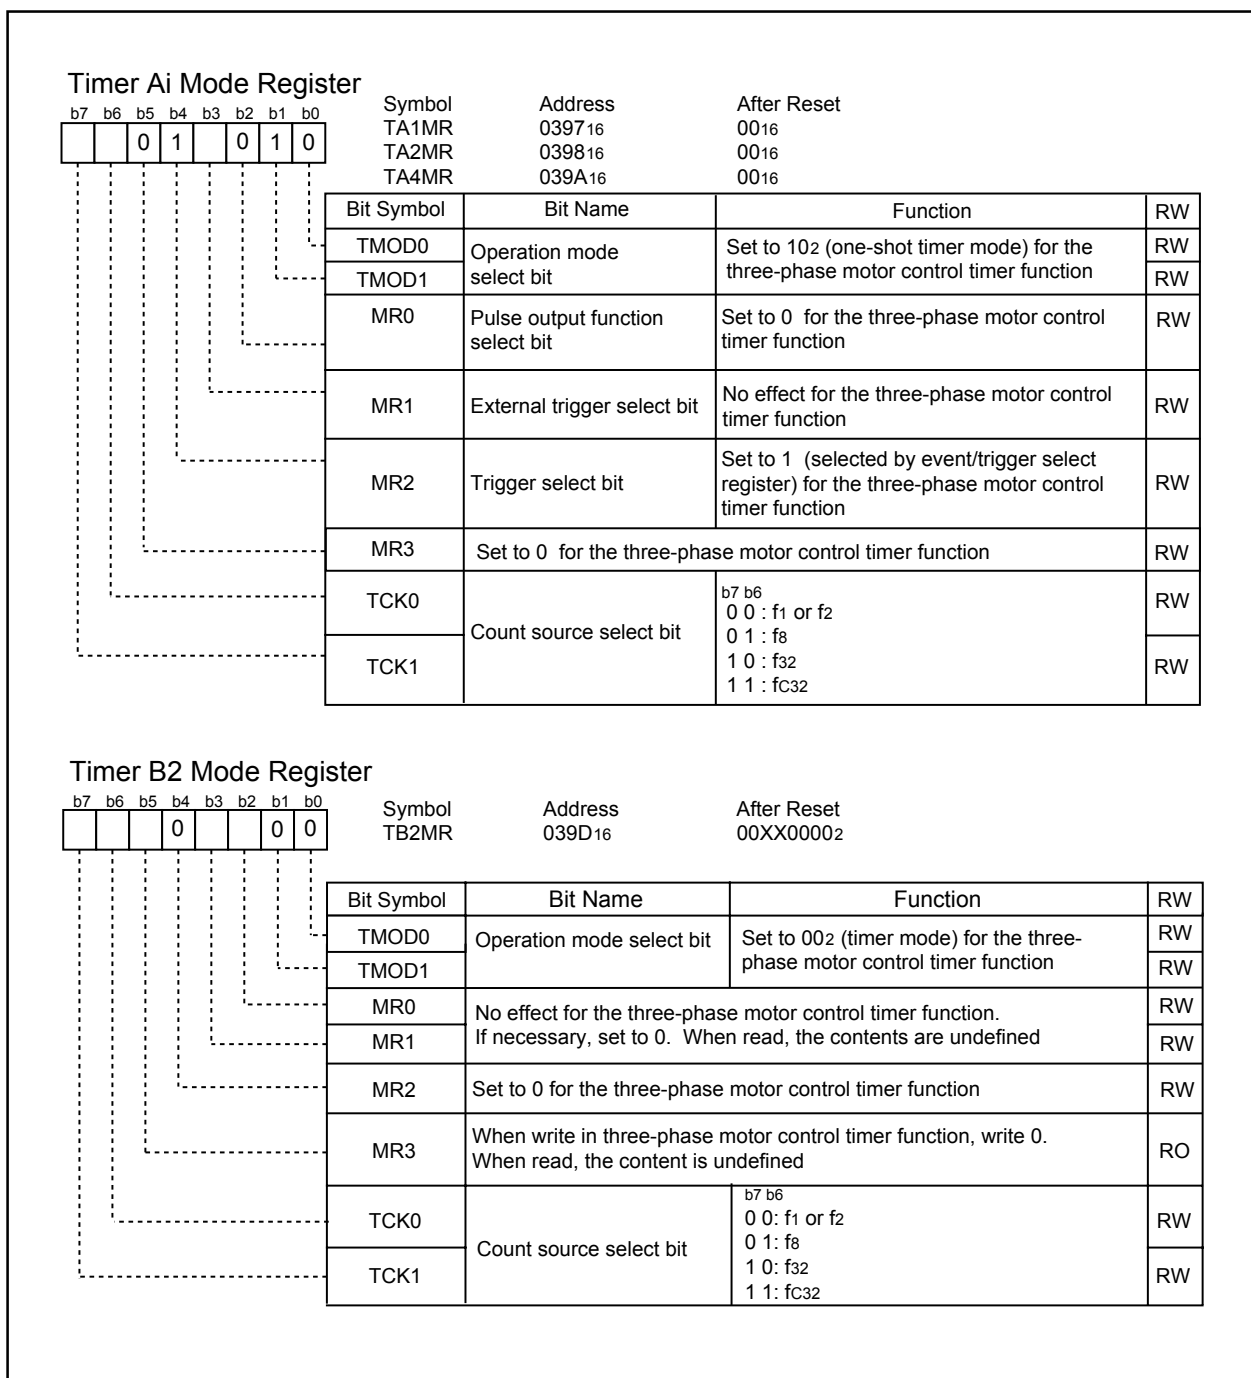 Timer Ai Mode Register
b7 b6 b5 b4 b3 b2 b1 b0
0 1 0 1 0
Symbol Address After Reset
TA1MR 039716 0016
TA2MR 039816 0016
TA4MR 039A16 0016
Bit Symbol Bit Name Function RW
TMOD0 Operation mode select bit Set to 102 (one-shot timer mode) for the RW
TMOD1 three-phase motor control timer function RW
MR0 Pulse output function Set to 0 for the three-phase motor control RW
select bit timer function
MR1 External trigger select bit No effect for the three-phase motor control RW
timer function
Set to 1 (selected by event/trigger select
MR2 Trigger select bit register) for the three-phase motor control RW
timer function
MR3 Set to 0 for the three-phase motor control timer function RW
b7 b6
TCK0 0 0 : f1 or f2 RW
Count source select bit 0 1 : f8
TCK1 1 0 : f32 RW
1 1 : fC32
Timer B2 Mode Register
b7 b6 b5 b4 b3 b2 b1 b0
0 0 0
Symbol Address After Reset
TB2MR 039D16 00XX00002
Bit Symbol Bit Name Function RW
TMOD0 Operation mode select bit Set to 002 (timer mode) for the three- RW
TMOD1 phase motor control timer function RW
MR0 No effect for the three-phase motor control timer function. RW
MR1 If necessary, set to 0. When read, the contents are undefined RW
MR2 Set to 0 for the three-phase motor control timer function RW
MR3 When write in three-phase motor control timer function, write 0. RO
When read, the content is undefined
b7 b6
TCK0 0 0: f1 or f2 RW
Count source select bit 0 1: f8
TCK1 1 0: f32 RW
1 1: fC32